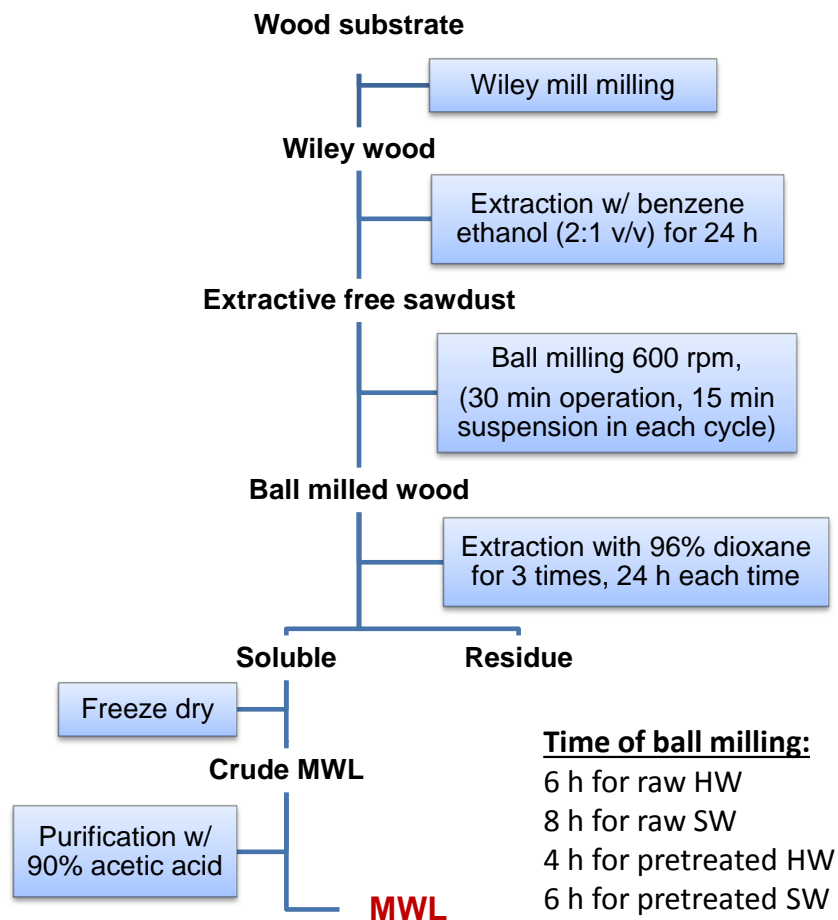 Wood substrate
Wiley mill milling
Wiley wood
Extraction w/ benzene
ethanol (2:1 v/v) for 24 h
Extractive free sawdust
Ball milling 600 rpm,
(30 min operation, 15 min
suspension in each cycle)
Ball milled wood
Extraction with 96% dioxane
for 3 times, 24 h each time
Soluble
Residue
Freeze dry
Crude MWL
Purification w/
90% acetic acid
MWL
Time of ball milling:
6 h for raw HW
8 h for raw SW
4 h for pretreated HW
6 h for pretreated SW